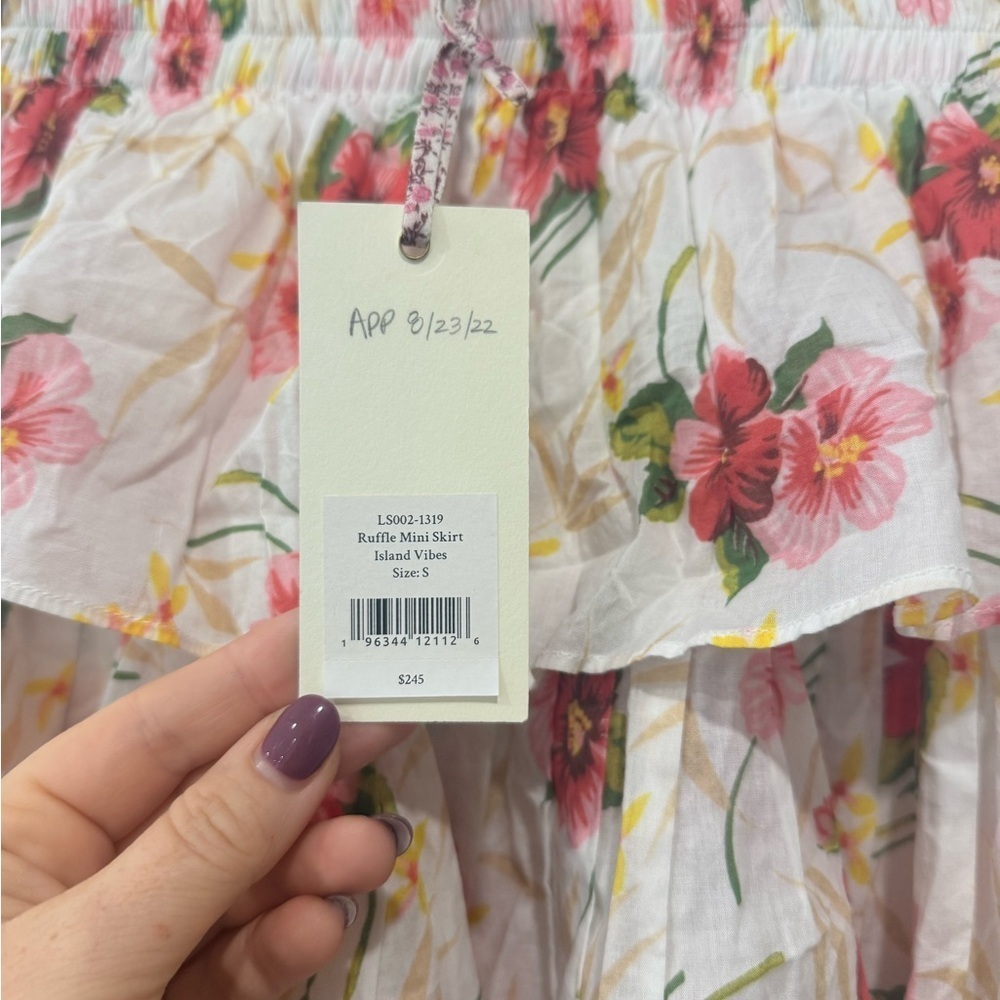 APP 8/23/22
LS002-1319
Ruffle Mini Skirt
Island Vibes
Size: S
1 96344 12112 6
$245